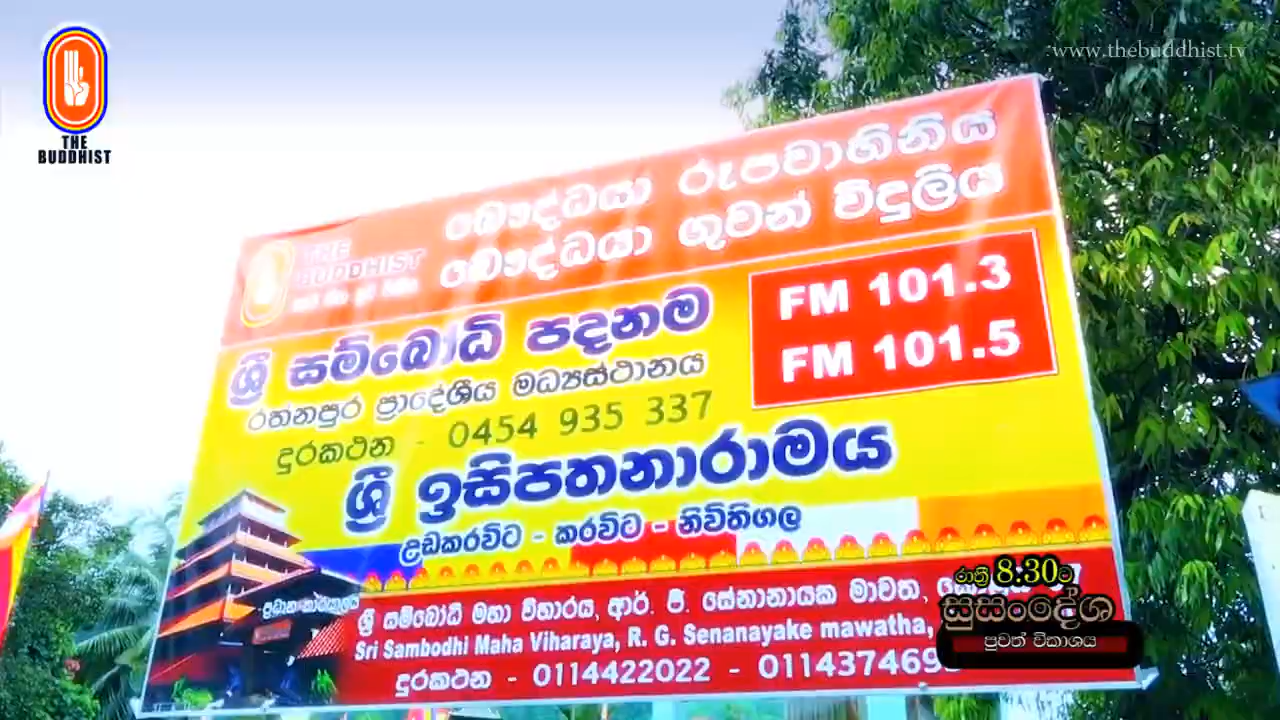 www.thebuddhist.tv
THE
BUDDHIST
බෞද්ධයා රූපවාහිනිය
බෞද්ධයා ගුවන් විදුලිය
THE
BUDDHIST
FM 101.3
FM 101.5
ශ්‍රී සම්බෝධි පදනම
රත්නපුර ප්‍රාදේශීය මධ්‍යස්ථානය
දුරකථන - 0454 935 337
ශ්‍රී ඉසිපතනාරාමය
උඩකරවිට - කරවිට - නිවිතිගල
ප්‍රධාන කාර්යාලය
ශ්‍රී සම්බෝධි මහා විහාරය, ආර්. ජී. සේනානායක මාවත,
Sri Sambodhi Maha Viharaya, R. G. Senanayake mawatha,
දුරකථන - 0114422022 -
රාත්‍රී 8:30ට
සුසංදේශ
පුවත් විකාශය